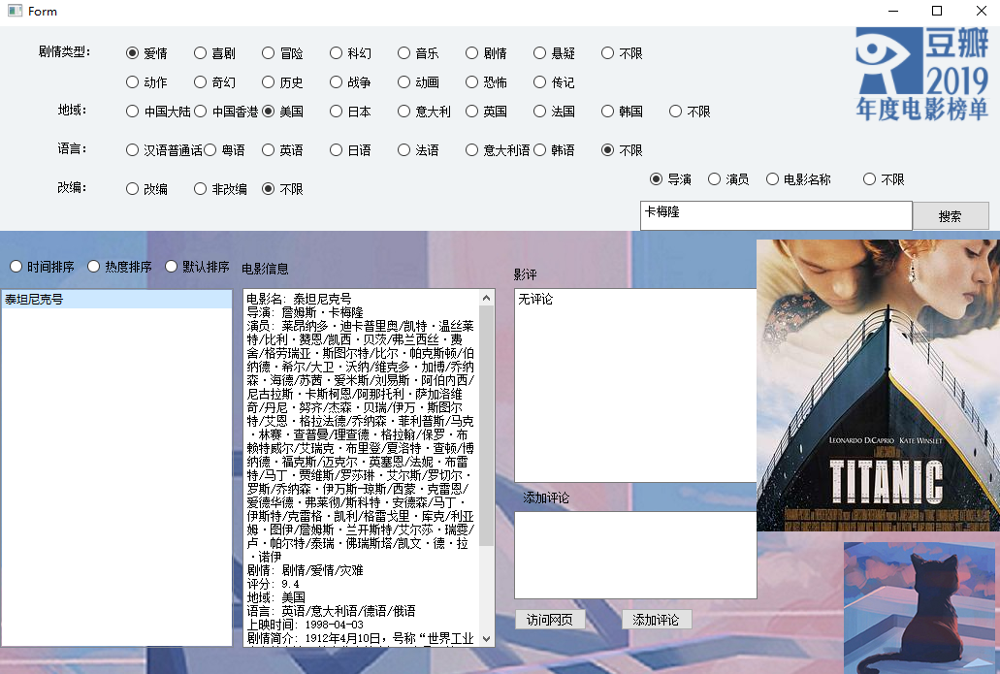 Form
剧情类型:
爱情 喜剧 冒险 科幻 音乐 剧情 悬疑 不限
动作 奇幻 历史 战争 动画 恐怖 传记
地域:
中国大陆 中国香港 美国 日本 意大利 英国 法国 韩国 不限
语言:
汉语普通话 粤语 英语 日语 法语 意大利语 韩语 不限
改编:
改编 非改编 不限
豆瓣
2019
年度电影榜单
导演 演员 电影名称 不限
卡梅隆
搜索
时间排序 热度排序 默认排序
泰坦尼克号
电影信息
电影名: 泰坦尼克号
导演: 詹姆斯·卡梅隆
演员: 莱昂纳多·迪卡普里奥/凯特·温丝莱
特/比利·赞恩/凯西·贝茨/弗兰西丝·费
舍/格劳瑞亚·斯图尔特/比尔·帕克斯顿/伯
纳德·希尔/大卫·沃纳/维克多·加博/乔纳
森·海德/苏茜·爱米斯/刘易斯·阿伯内西/
尼古拉斯·卡斯柯恩/阿那托利·萨加洛维
奇/丹尼·努齐/杰森·贝瑞/伊万·斯图尔
特/艾恩·格拉法德/乔纳森·菲利普斯/马克
·林赛·查普曼/理查德·格拉翰/保罗·布
赖特威尔/艾瑞克·布里登/夏洛特·查顿/博
纳德·福克斯/迈克尔·英塞恩/法妮·布雷
特/马丁·贾维斯/罗莎琳·艾尔斯/罗切尔·
罗斯/乔纳森·伊万斯-琼斯/西蒙·克雷恩/
爱德华德·弗莱彻/斯科特·安德森/马丁·
伊斯特/克雷格·凯利/格雷戈里·库克/利亚
姆·图伊/詹姆斯·兰开斯特/艾尔莎·瑞雯/
卢·帕尔特/泰瑞·佛瑞斯塔/凯文·德·拉
·诺伊
剧情: 剧情/爱情/灾难
评分: 9.4
地域: 美国
语言: 英语/意大利语/德语/俄语
上映时间: 1998-04-03
剧情简介: 1912年4月10日，号称“世界工业
影评
无评论
添加评论
访问网页 添加评论
LEONARDO DICAPRIO KATE WINSLET
TITANIC